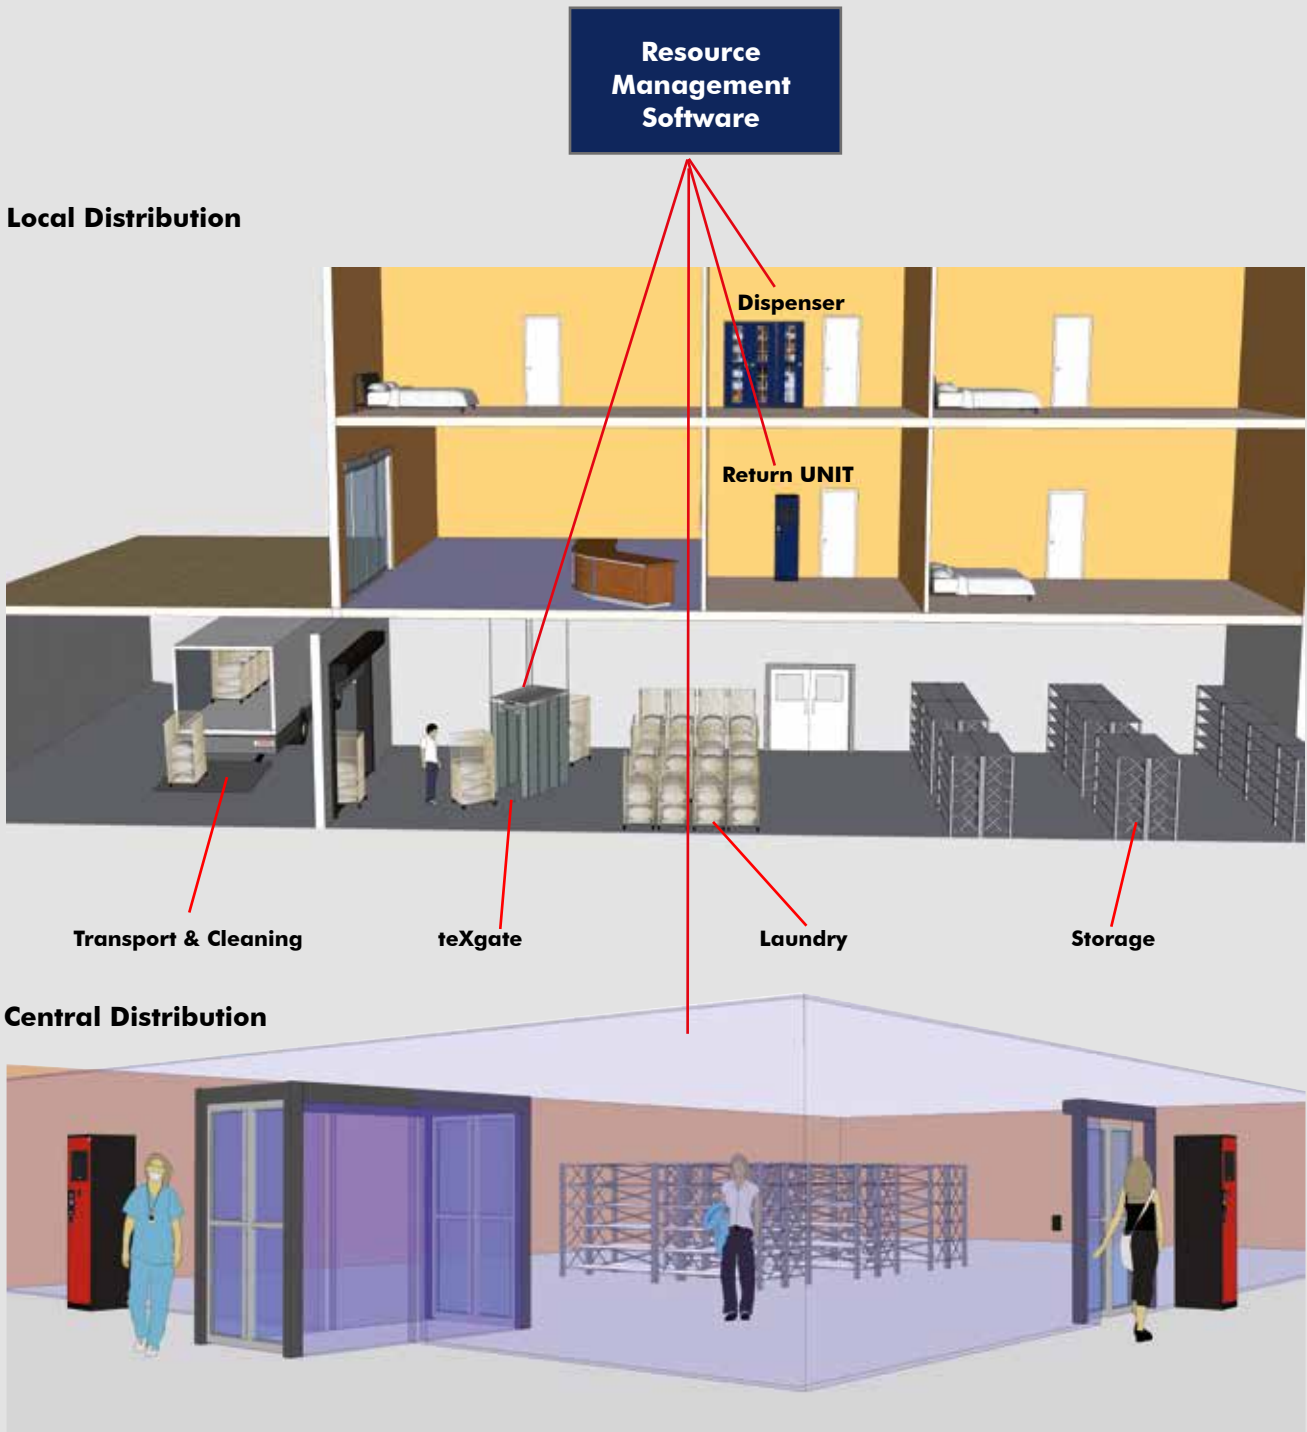 Resource
Management
Software
Local Distribution
Dispenser
Return UNIT
Transport & Cleaning
teXgate
Laundry
Storage
Central Distribution